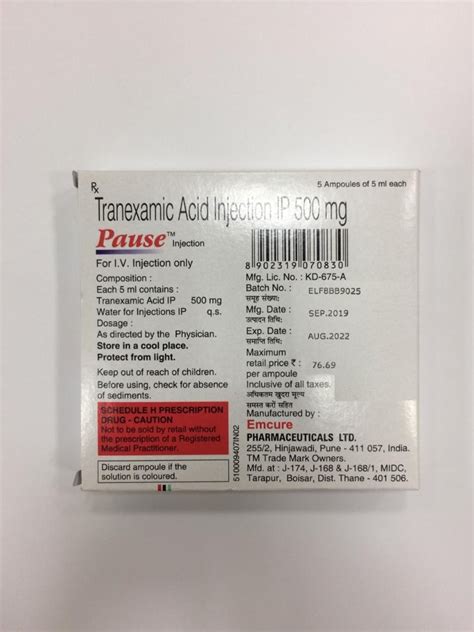 Rx
5 Ampoules of 5 ml each
Tranexamic Acid Injection IP 500 mg
Pause™ Injection
For I.V. Injection only
Composition :
Each 5 ml contains :
Tranexamic Acid IP 500 mg
Water for Injections IP q.s.
Dosage :
As directed by the Physician.
Store in a cool place.
Protect from light.
Keep out of reach of children.
Before using, check for absence
of sediments.
SCHEDULE H PRESCRIPTION
DRUG - CAUTION
Not to be sold by retail without
the prescription of a Registered
Medical Practitioner.
Discard ampoule if the
solution is coloured.
5100094071N02
8 902319 070830
Mfg. Lic. No. : KD-675-A
Batch No. : ELF8BB9025
समूह संख्या:
Mfg. Date : SEP.2019
उत्पादन तिथि:
Exp. Date : AUG.2022
समाप्ति तिथि:
Maximum
retail price ₹ : 76.69
per ampoule
Inclusive of all taxes.
अधिकतम खुदरा मूल्य
समस्त करों सहित
Manufactured by :
Emcure
PHARMACEUTICALS LTD.
255/2, Hinjawadi, Pune - 411 057, India.
TM Trade Mark Owners.
Mfd. at : J-174, J-168 & J-168/1, MIDC,
Tarapur, Boisar, Dist. Thane - 401 506.